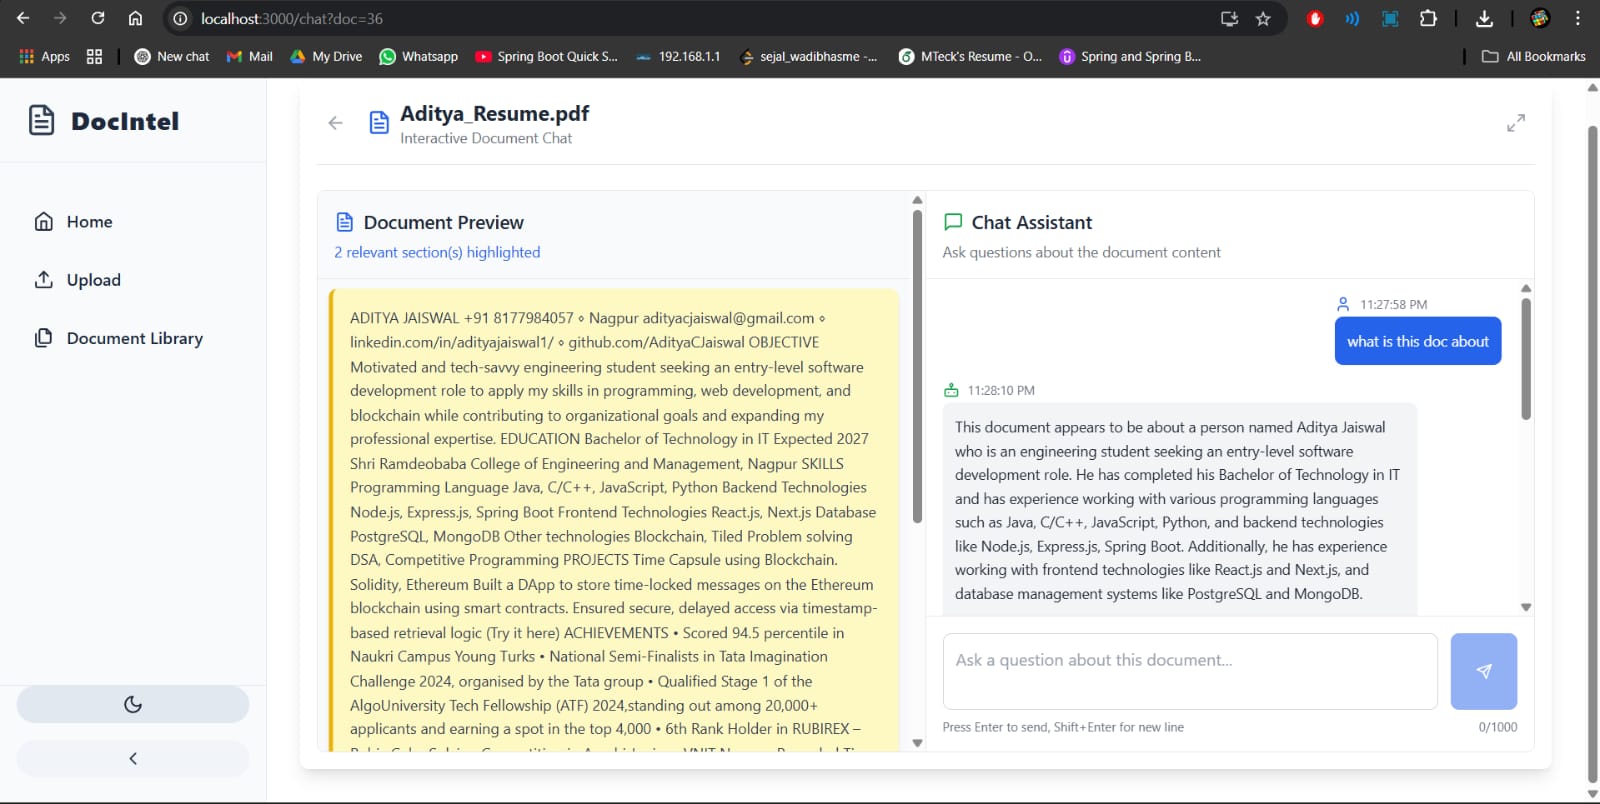 localhost:3000/chat?doc=36
Apps
New chat
Mail
My Drive
Whatsapp
Spring Boot Quick S...
192.168.1.1
sejal_wadibhasme -...
MTeck's Resume - O...
Spring and Spring B...
All Bookmarks
DocIntel
Home
Upload
Document Library
Aditya_Resume.pdf
Interactive Document Chat
Document Preview
2 relevant section(s) highlighted
ADITYA JAISWAL +91 8177984057 ⋄ Nagpur adityacjaiswal@gmail.com ⋄
linkedin.com/in/adityajaiswal1/ ⋄ github.com/AdityaCJaiswal OBJECTIVE
Motivated and tech-savvy engineering student seeking an entry-level software
development role to apply my skills in programming, web development, and
blockchain while contributing to organizational goals and expanding my
professional expertise. EDUCATION Bachelor of Technology in IT Expected 2027
Shri Ramdeobaba College of Engineering and Management, Nagpur SKILLS
Programming Language Java, C/C++, JavaScript, Python Backend Technologies
Node.js, Express.js, Spring Boot Frontend Technologies React.js, Next.js Database
PostgreSQL, MongoDB Other technologies Blockchain, Tiled Problem solving
DSA, Competitive Programming PROJECTS Time Capsule using Blockchain.
Solidity, Ethereum Built a DApp to store time-locked messages on the Ethereum
blockchain using smart contracts. Ensured secure, delayed access via timestamp-
based retrieval logic (Try it here) ACHIEVEMENTS • Scored 94.5 percentile in
Naukri Campus Young Turks • National Semi-Finalists in Tata Imagination
Challenge 2024, organised by the Tata group • Qualified Stage 1 of the
AlgoUniversity Tech Fellowship (ATF) 2024,standing out among 20,000+
applicants and earning a spot in the top 4,000 • 6th Rank Holder in RUBIREX –
Chat Assistant
Ask questions about the document content
11:27:58 PM
what is this doc about
11:28:10 PM
This document appears to be about a person named Aditya Jaiswal
who is an engineering student seeking an entry-level software
development role. He has completed his Bachelor of Technology in IT
and has experience working with various programming languages
such as Java, C/C++, JavaScript, Python, and backend technologies
like Node.js, Express.js, Spring Boot. Additionally, he has experience
working with frontend technologies like React.js and Next.js, and
database management systems like PostgreSQL and MongoDB.
Ask a question about this document...
Press Enter to send, Shift+Enter for new line
0/1000